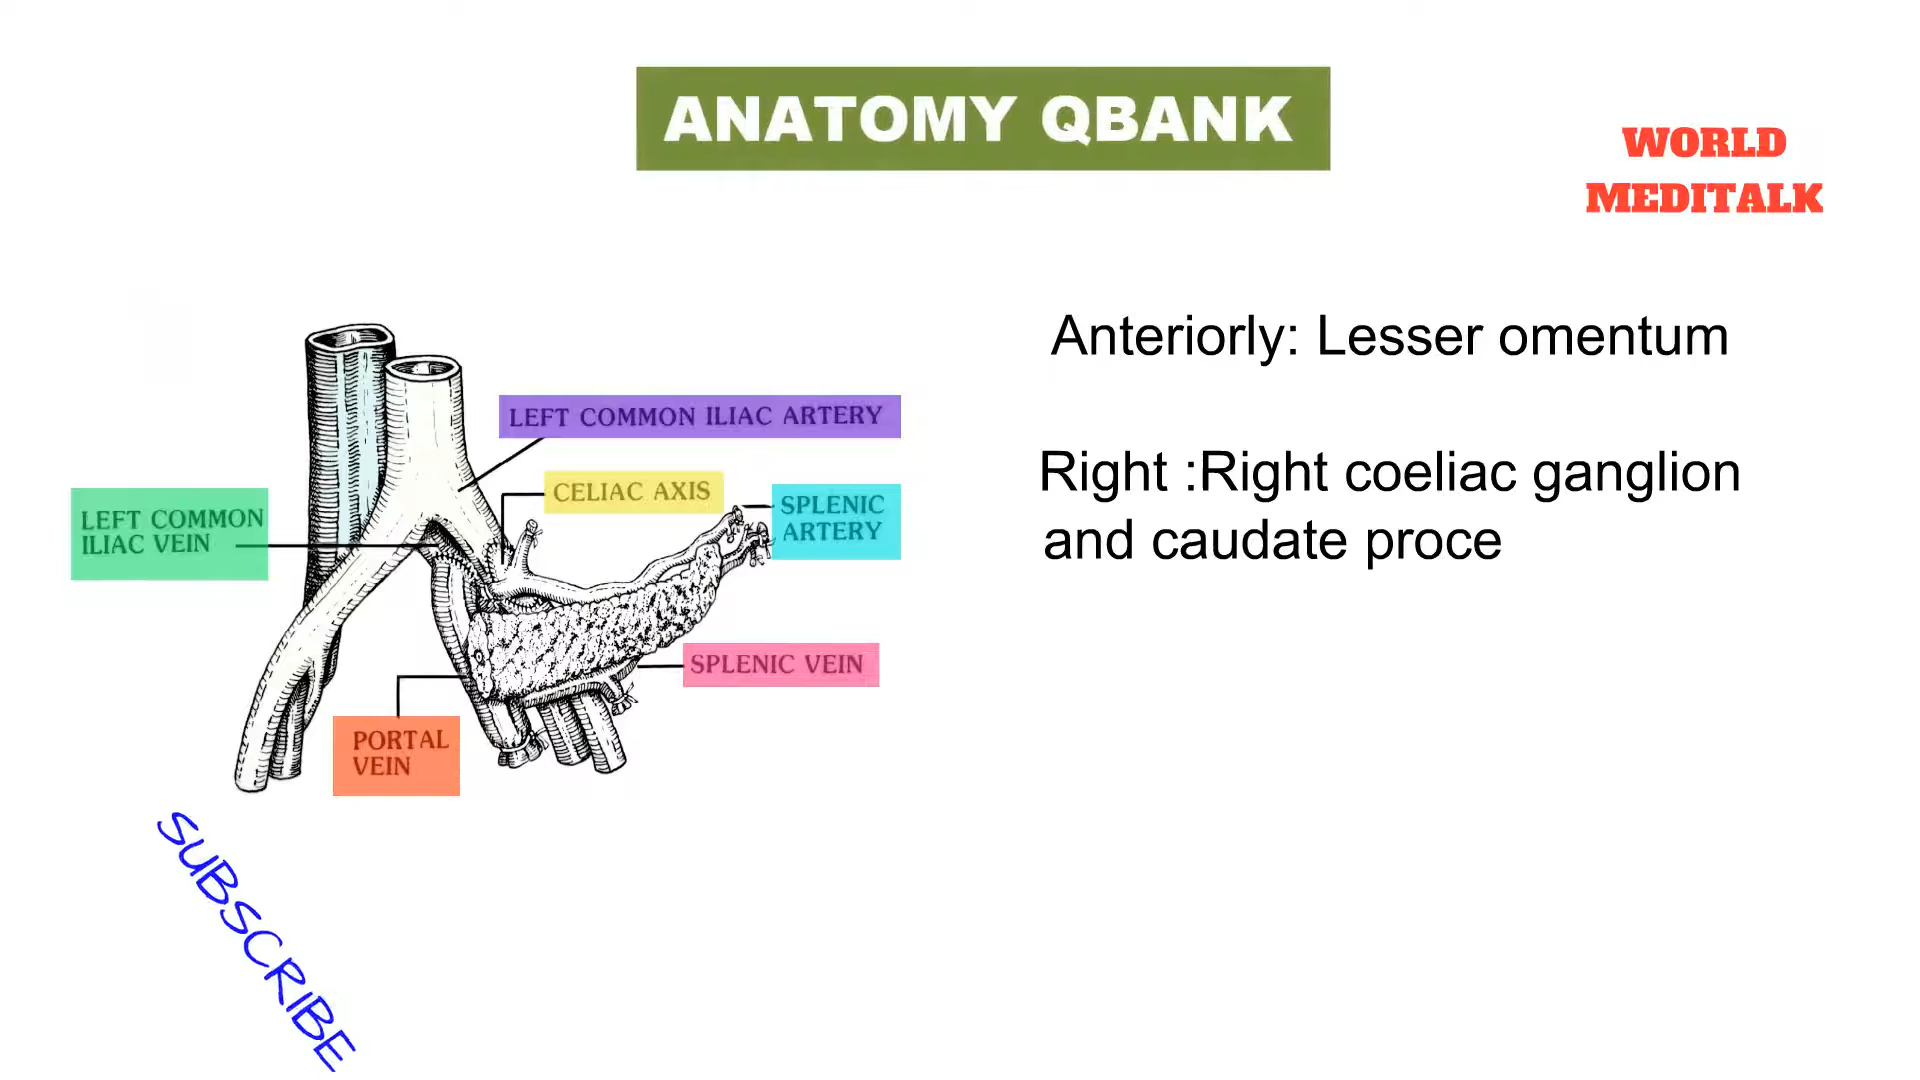 ANATOMY QBANK
WORLD
MEDITALK
Anteriorly: Lesser omentum
Right :Right coeliac ganglion
and caudate proce
LEFT COMMON ILIAC ARTERY
CELIAC AXIS
SPLENIC
ARTERY
LEFT COMMON
ILIAC VEIN
SPLENIC VEIN
PORTAL
VEIN
SUBSCRIBE